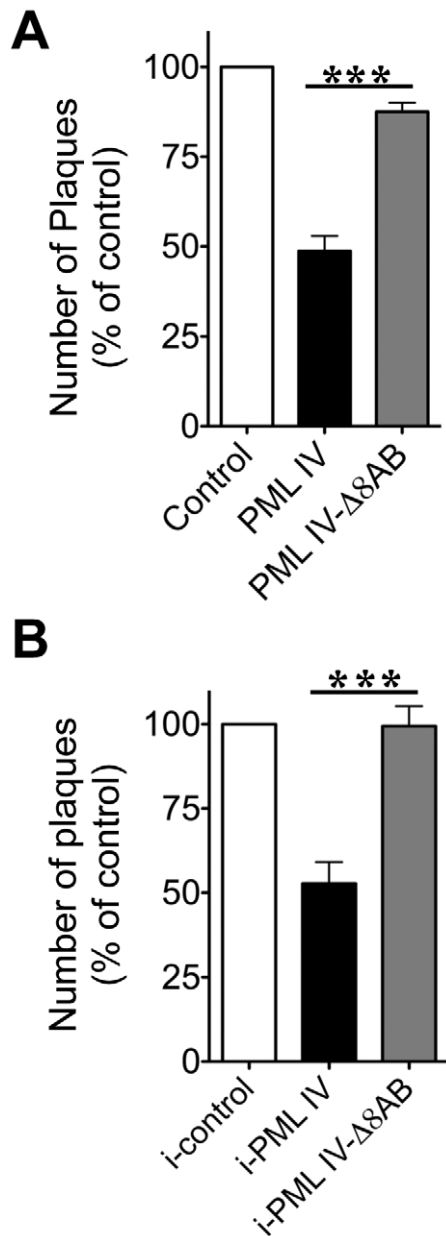 A
Number of Plaques
(% of control)
100
75
50
25
0
***
Control
PML IV
PML IV-Δ8AB
B
Number of plaques
(% of control)
100
75
50
25
0
***
i-control
i-PML IV
i-PML IV-Δ8AB